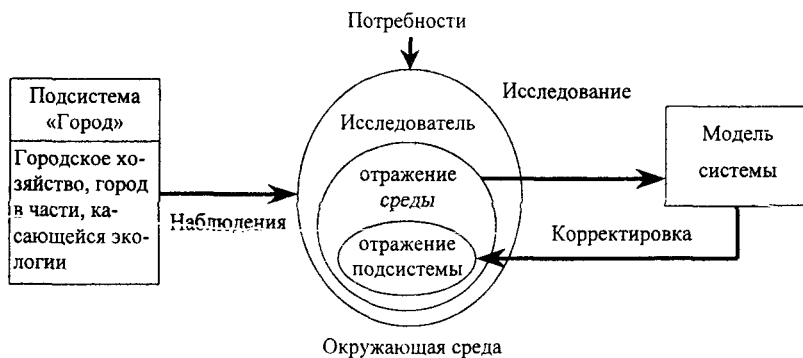 Потребности
Подсистема
«Город»
Городское хо-
зяйство, город
в части, ка-
сающейся эко-
логии
Наблюдения
Исследователь
отражение
среды
отражение
подсистемы
Исследование
Модель
системы
Корректировка
Окружающая среда